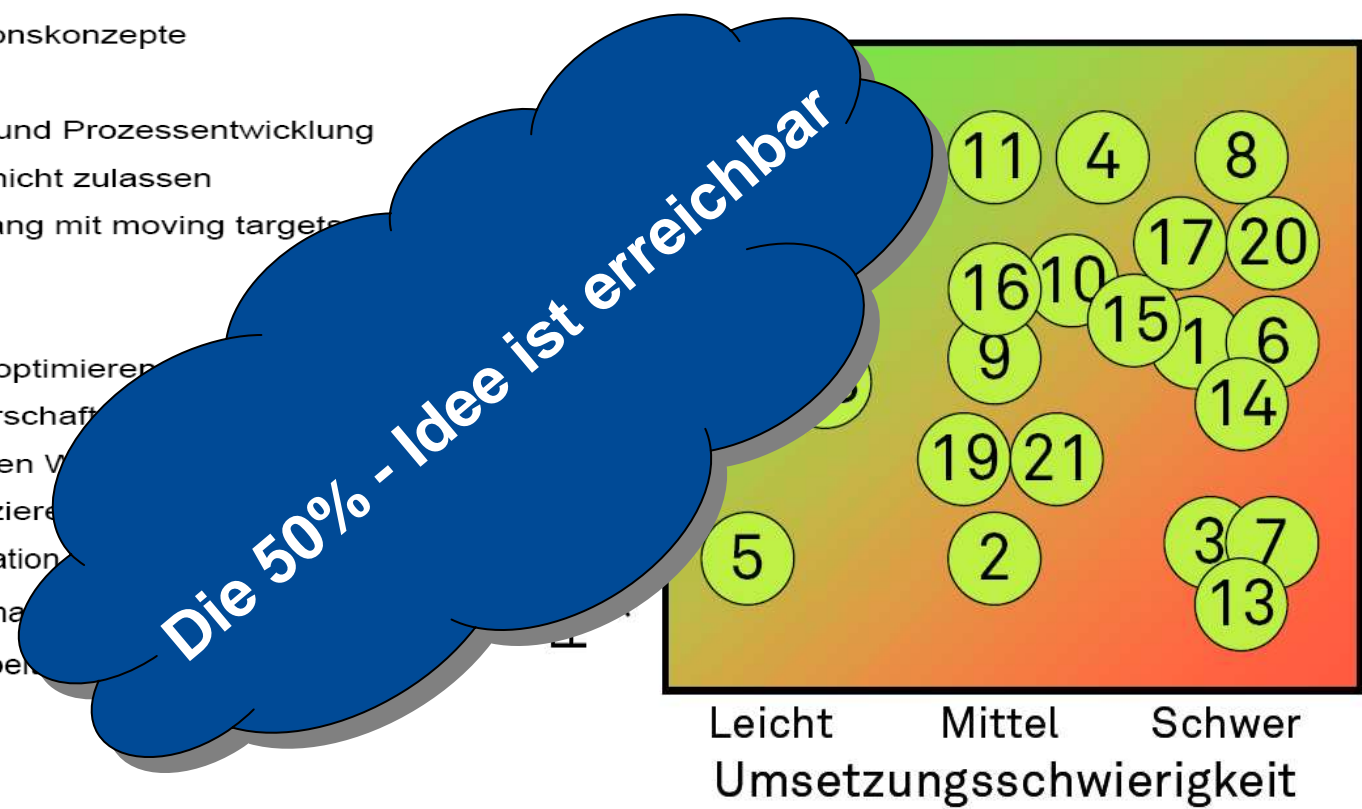 onskonzepte
und Prozessentwicklung
nicht zulassen
ang mit moving targets
optimieren
rschaft
en W
ziere
ation
Die 50% - Idee ist erreichbar
11 4 8
17 20
16 10
15 1 6
9
14
19 21
5 2 3 7
13
Leicht Mittel Schwer
Umsetzungsschwierigkeit